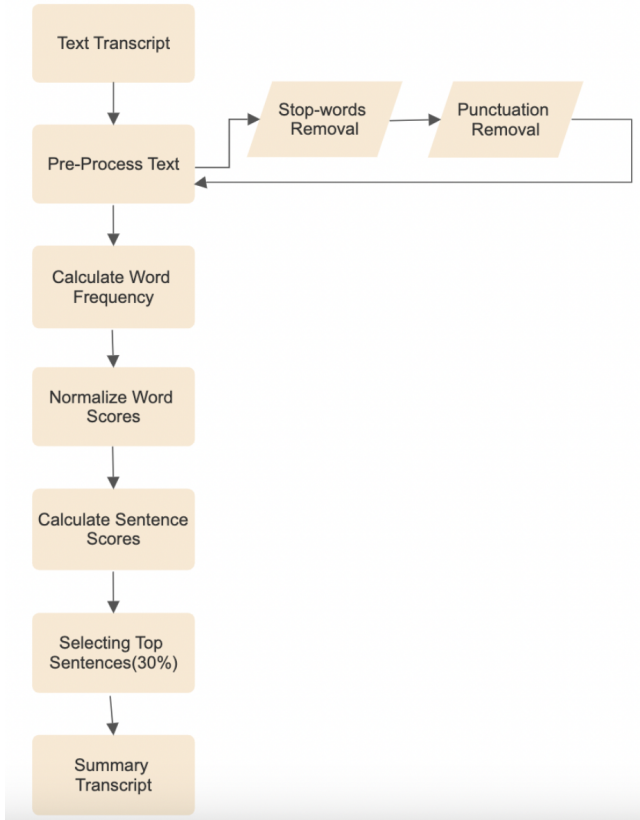 Text Transcript
Stop-words
Removal
Punctuation
Removal
Pre-Process Text
Calculate Word
Frequency
Normalize Word
Scores
Calculate Sentence
Scores
Selecting Top
Sentences(30%)
Summary
Transcript